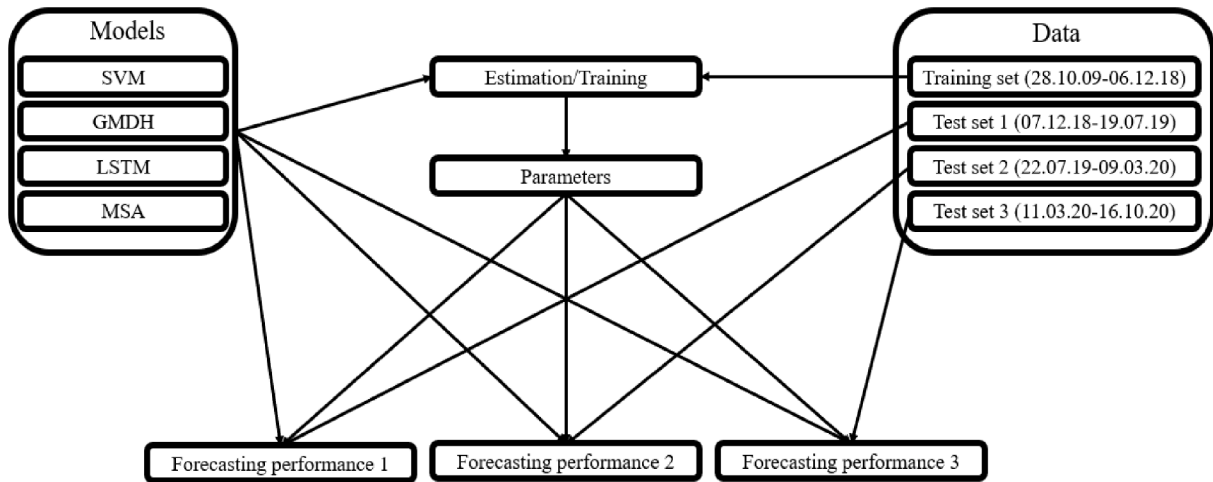 Models
SVM
GMDH
LSTM
MSA
Estimation/Training
Parameters
Data
Training set (28.10.09-06.12.18)
Test set 1 (07.12.18-19.07.19)
Test set 2 (22.07.19-09.03.20)
Test set 3 (11.03.20-16.10.20)
Forecasting performance 1
Forecasting performance 2
Forecasting performance 3